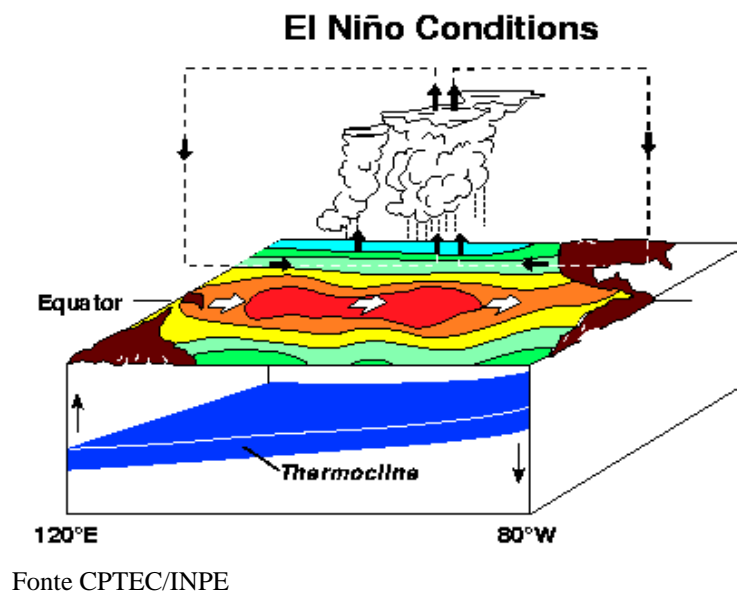 El Niño Conditions
Equator
Thermocline
120°E
80°W
Fonte CPTEC/INPE